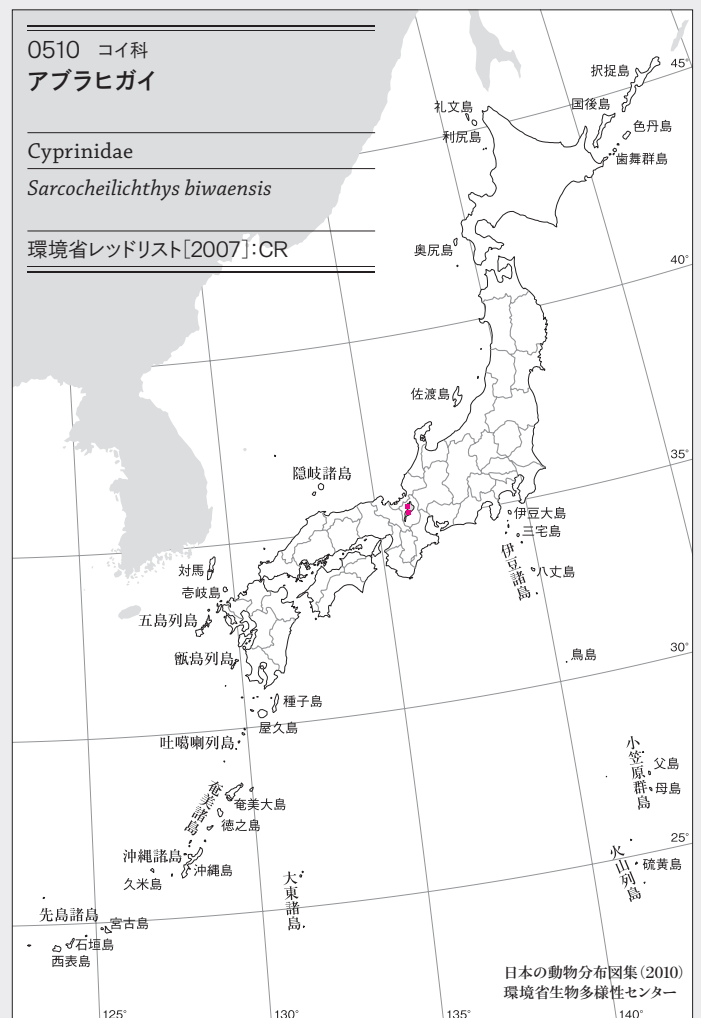 0510 コイ科
アブラヒガイ
Cyprinidae
Sarcocheilichthys biwaensis
環境省レッドリスト[2007]:CR
択捉島
45°
礼文島
国後島
利尻島
色丹島
歯舞群島
奥尻島
40°
佐渡島
35°
隠岐諸島
伊豆大島
三宅島
伊豆諸島
八丈島
対馬
壱岐島
五島列島
甑島列島
鳥島
30°
種子島
屋久島
吐噶喇列島
小笠原群島
父島
母島
奄美諸島
奄美大島
徳之島
25°
沖縄諸島
沖縄島
久米島
火山列島
硫黄島
大東諸島
先島諸島
宮古島
石垣島
西表島
日本の動物分布図集(2010)
環境省生物多様性センター
125°
130°
135°
140°